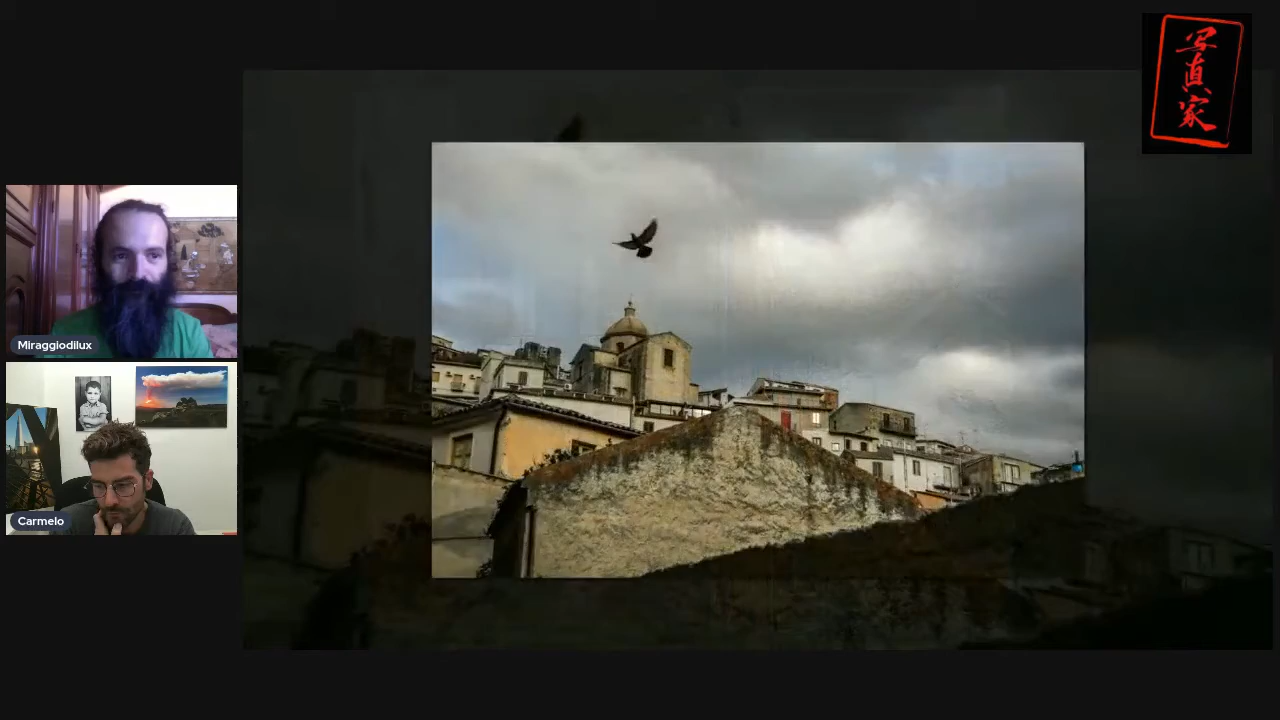 写
真
家
Miraggiodilux
Carmelo